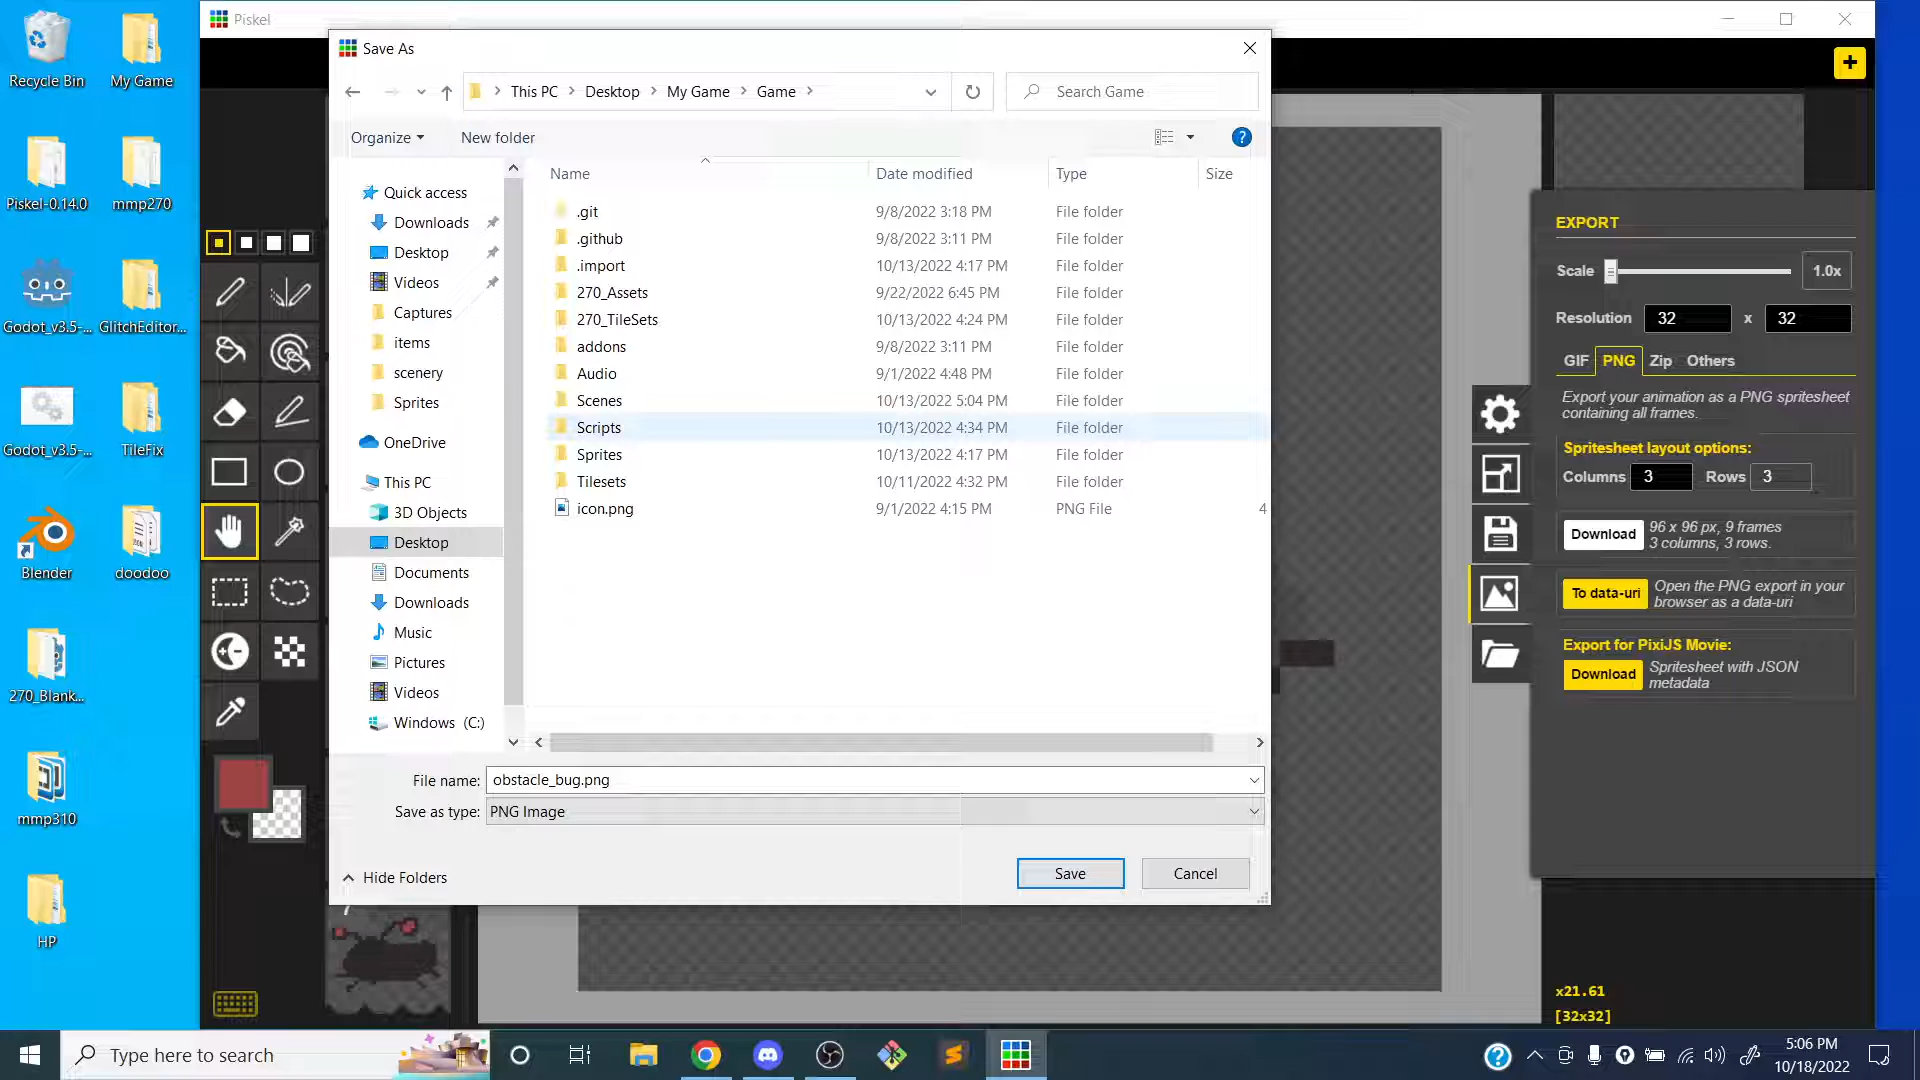 Recycle Bin
My Game
Piskel-0.14.0
mmp270
Godot_v3.5-...
GlitchEditor...
Godot_v3.5-...
TileFix
Blender
doodoo
270_Blank...
mmp310
HP
Piskel
Save As
This PC
Desktop
My Game
Game
Search Game
Organize
New folder
Name
Date modified
Type
Size
Quick access
Downloads
Desktop
Videos
Captures
items
scenery
Sprites
OneDrive
This PC
3D Objects
Desktop
Documents
Downloads
Music
Pictures
Videos
Windows (C:)
.git 9/8/2022 3:18 PM File folder
.github 9/8/2022 3:11 PM File folder
.import 10/13/2022 4:17 PM File folder
270_Assets 9/22/2022 6:45 PM File folder
270_TileSets 10/13/2022 4:24 PM File folder
addons 9/8/2022 3:11 PM File folder
Audio 9/1/2022 4:48 PM File folder
Scenes 10/13/2022 5:04 PM File folder
Scripts 10/13/2022 4:34 PM File folder
Sprites 10/13/2022 4:17 PM File folder
Tilesets 10/11/2022 4:32 PM File folder
icon.png 9/1/2022 4:15 PM PNG File 4
File name: obstacle_bug.png
Save as type: PNG Image
Hide Folders
Save
Cancel
7
EXPORT
Scale 1.0x
Resolution 32 x 32
GIF PNG Zip Others
Export your animation as a PNG spritesheet
containing all frames.
Spritesheet layout options:
Columns 3 Rows 3
Download
96 x 96 px, 9 frames
3 columns, 3 rows.
To data-uri
Open the PNG export in your
browser as a data-uri
Export for PixiJS Movie:
Download
Spritesheet with JSON
metadata
x21.61
[32x32]
Type here to search
5:06 PM
10/18/2022